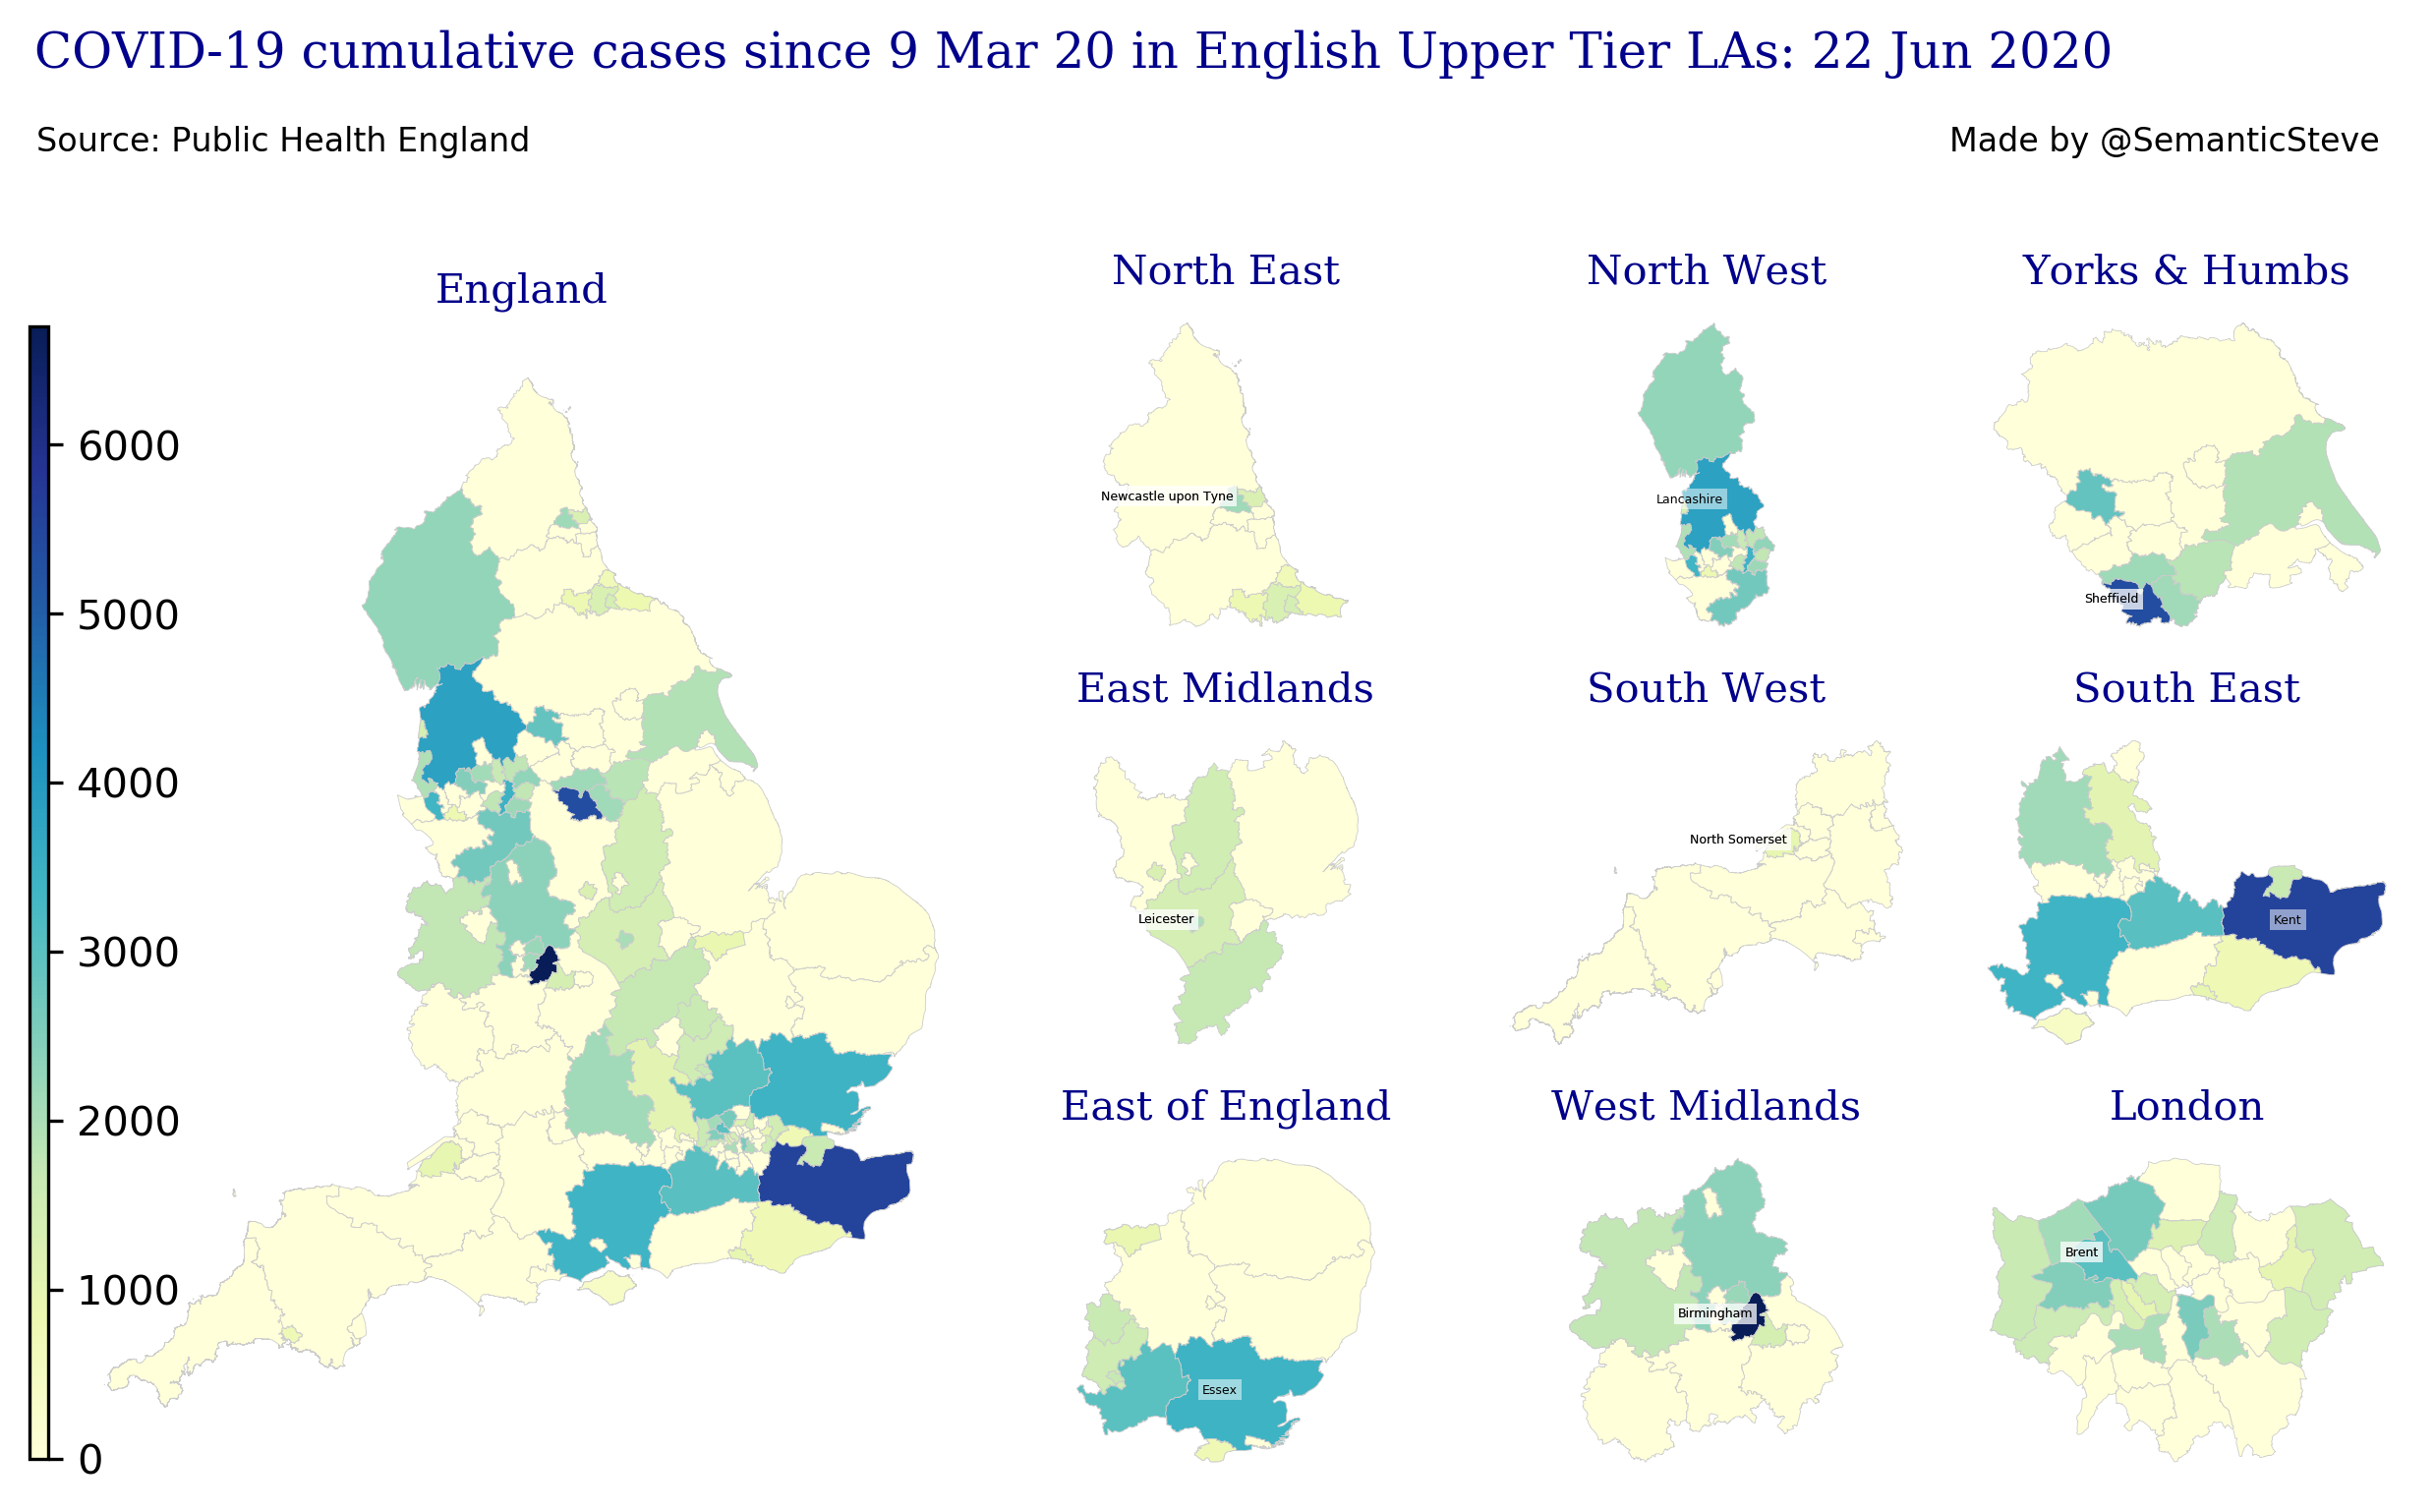 COVID-19 cumulative cases since 9 Mar 20 in English Upper Tier LAs: 22 Jun 2020
Source: Public Health England
Made by @SemanticSteve
England
6000
5000
4000
3000
2000
1000
0
North East
Newcastle upon Tyne
North West
Lancashire
Yorks & Humbs
Sheffield
East Midlands
Leicester
South West
North Somerset
South East
Kent
East of England
Essex
West Midlands
Birmingham
London
Brent